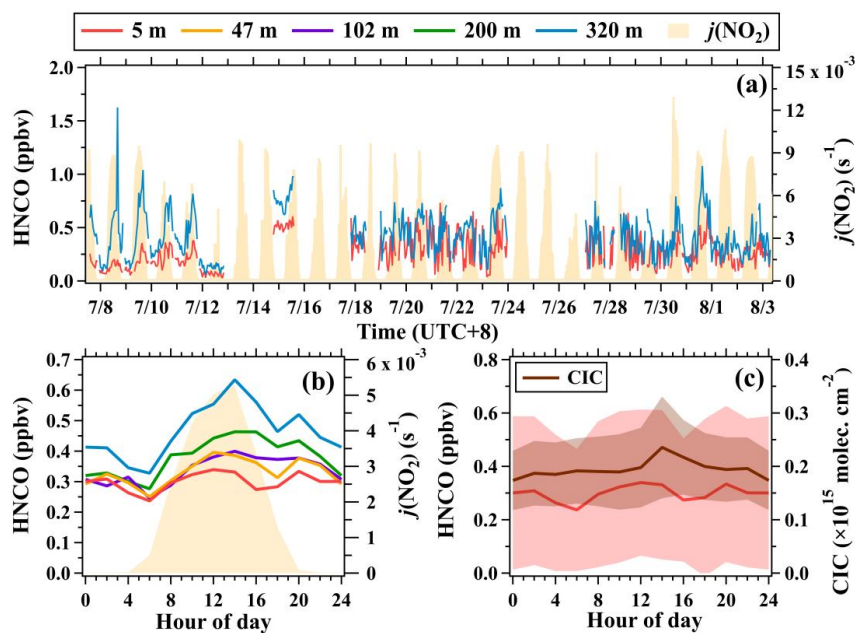 5 m 47 m 102 m 200 m 320 m j(NO₂)
(a)
HNCO (ppbv)
2.0
1.5
1.0
0.5
0.0
15 x 10⁻³
12
9
6
3
0
j(NO₂) (s⁻¹)
7/8 7/10 7/12 7/14 7/16 7/18 7/20 7/22 7/24 7/26 7/28 7/30 8/1 8/3
Time (UTC+8)
(b)
HNCO (ppbv)
0.7
0.6
0.5
0.4
0.3
0.2
0.1
0.0
6 x 10⁻³
5
4
3
2
1
0
j(NO₂) (s⁻¹)
0 4 8 12 16 20 24
Hour of day
CIC
(c)
HNCO (ppbv)
0.8
0.6
0.4
0.2
0.0
0.4
0.3
0.2
0.1
0.0
CIC (×10¹⁵ molec. cm⁻²)
0 4 8 12 16 20 24
Hour of day